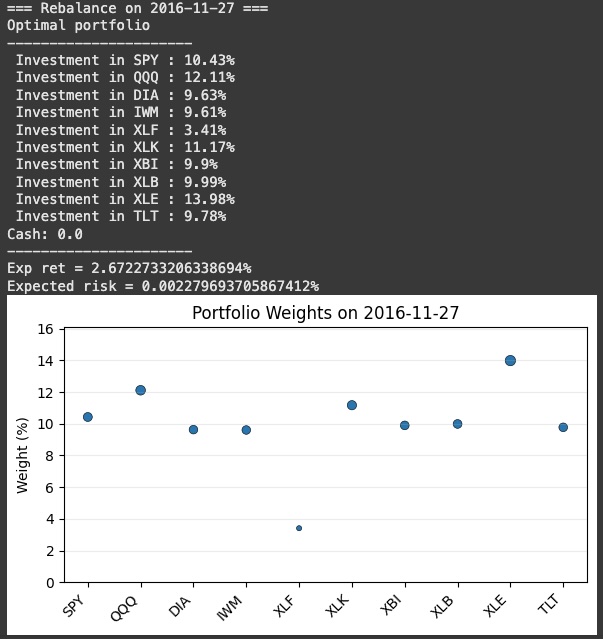 === Rebalance on 2016-11-27 ===
Optimal portfolio
----------------------
Investment in SPY : 10.43%
Investment in QQQ : 12.11%
Investment in DIA : 9.63%
Investment in IWM : 9.61%
Investment in XLF : 3.41%
Investment in XLK : 11.17%
Investment in XBI : 9.9%
Investment in XLB : 9.99%
Investment in XLE : 13.98%
Investment in TLT : 9.78%
Cash: 0.0
----------------------
Exp ret = 2.6722733206338694%
Expected risk = 0.002279693705867412%
Portfolio Weights on 2016-11-27
Weight (%)
16
14
12
10
8
6
4
2
0
SPY
QQQ
DIA
IWM
XLF
XLK
XBI
XLB
XLE
TLT